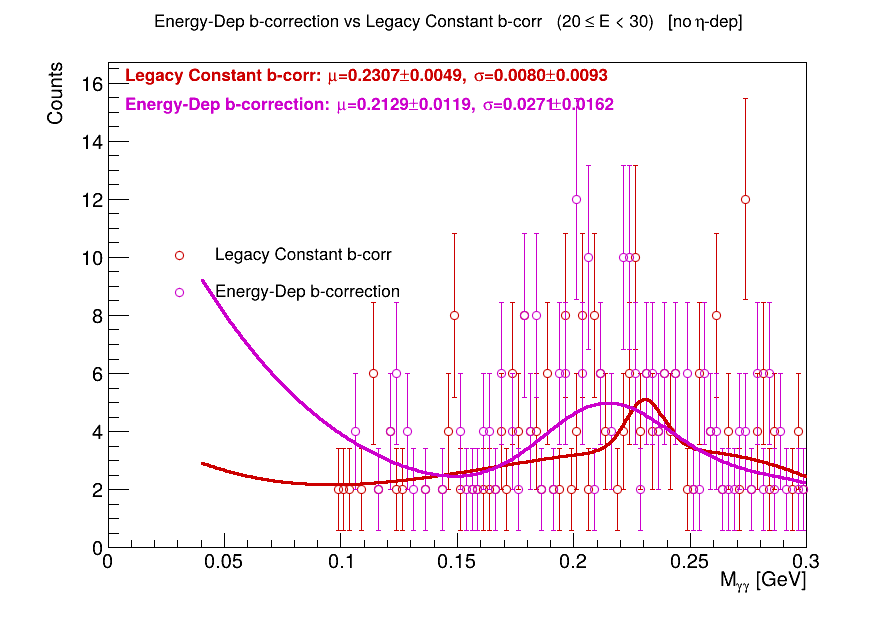 Energy-Dep b-correction vs Legacy Constant b-corr (20 ≤ E < 30) [no η-dep]
Counts
Legacy Constant b-corr: μ=0.2307±0.0049, σ=0.0080±0.0093
Energy-Dep b-correction: μ=0.2129±0.0119, σ=0.0271±0.0162
16
14
12
10
8
6
4
2
0
Legacy Constant b-corr
Energy-Dep b-correction
0 0.05 0.1 0.15 0.2 0.25 0.3
Mγγ [GeV]